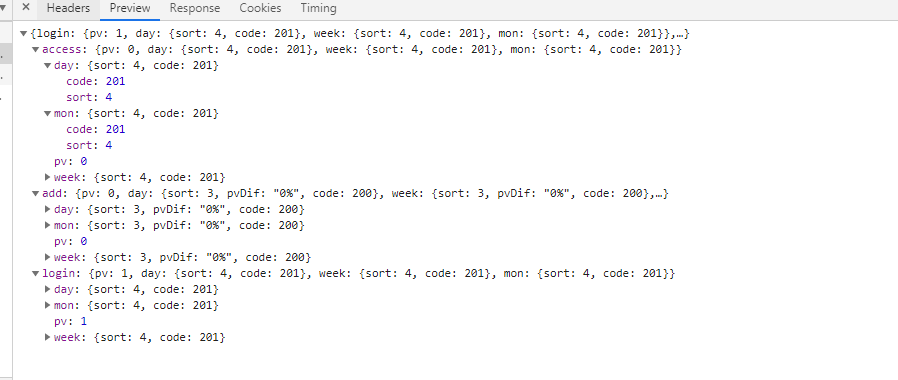 Headers Preview Response Cookies Timing
{login: {pv: 1, day: {sort: 4, code: 201}, week: {sort: 4, code: 201}, mon: {sort: 4, code: 201}},…}
access: {pv: 0, day: {sort: 4, code: 201}, week: {sort: 4, code: 201}, mon: {sort: 4, code: 201}}
day: {sort: 4, code: 201}
code: 201
sort: 4
mon: {sort: 4, code: 201}
code: 201
sort: 4
pv: 0
week: {sort: 4, code: 201}
add: {pv: 0, day: {sort: 3, pvDif: "0%", code: 200}, week: {sort: 3, pvDif: "0%", code: 200},…}
day: {sort: 3, pvDif: "0%", code: 200}
mon: {sort: 3, pvDif: "0%", code: 200}
pv: 0
week: {sort: 3, pvDif: "0%", code: 200}
login: {pv: 1, day: {sort: 4, code: 201}, week: {sort: 4, code: 201}, mon: {sort: 4, code: 201}}
day: {sort: 4, code: 201}
mon: {sort: 4, code: 201}
pv: 1
week: {sort: 4, code: 201}